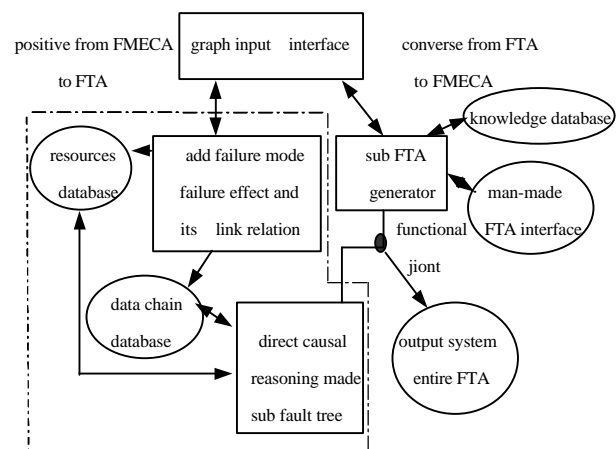 positive from FMECA
to FTA
graph input interface
converse from FTA
to FMECA
resources
database
add failure mode
failure effect and
its link relation
sub FTA
generator
knowledge database
man-made
FTA interface
functional
jiont
data chain
database
direct causal
reasoning made
sub fault tree
output system
entire FTA